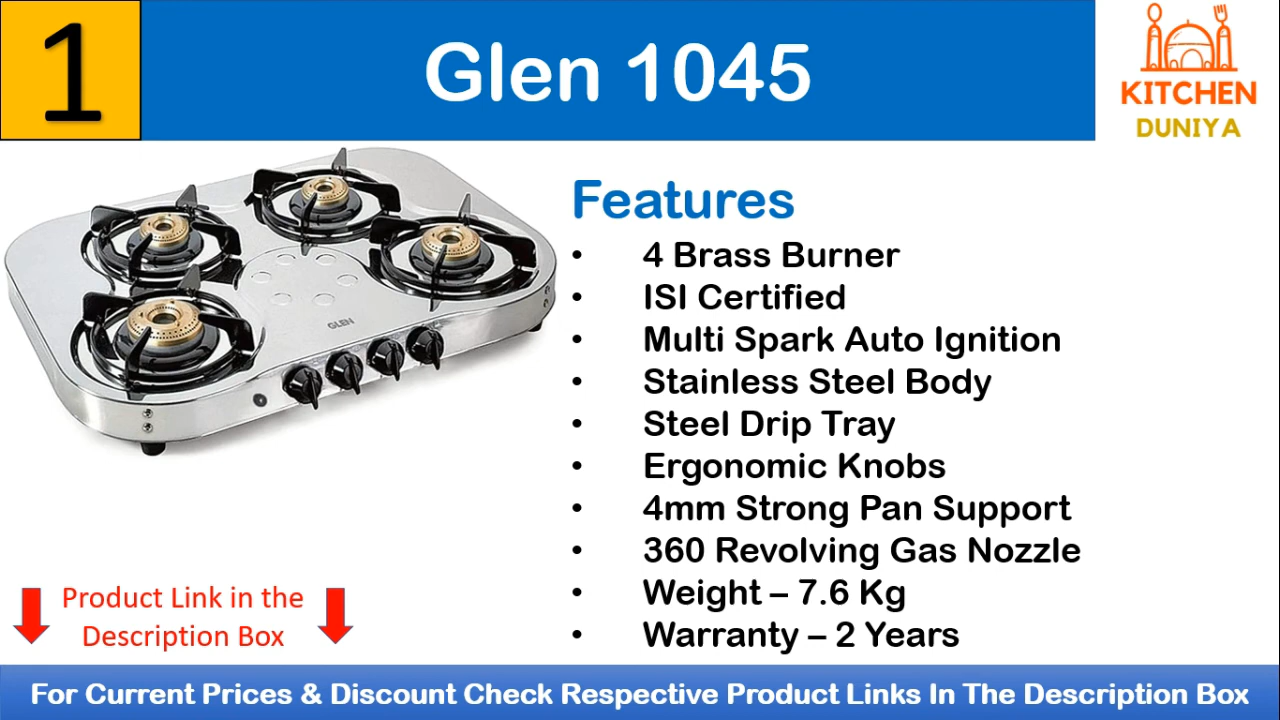 1
Glen 1045
KITCHEN
DUNIYA
GLEN
Features
• 4 Brass Burner
• ISI Certified
• Multi Spark Auto Ignition
• Stainless Steel Body
• Steel Drip Tray
• Ergonomic Knobs
• 4mm Strong Pan Support
• 360 Revolving Gas Nozzle
• Weight – 7.6 Kg
• Warranty – 2 Years
Product Link in the
Description Box
For Current Prices & Discount Check Respective Product Links In The Description Box